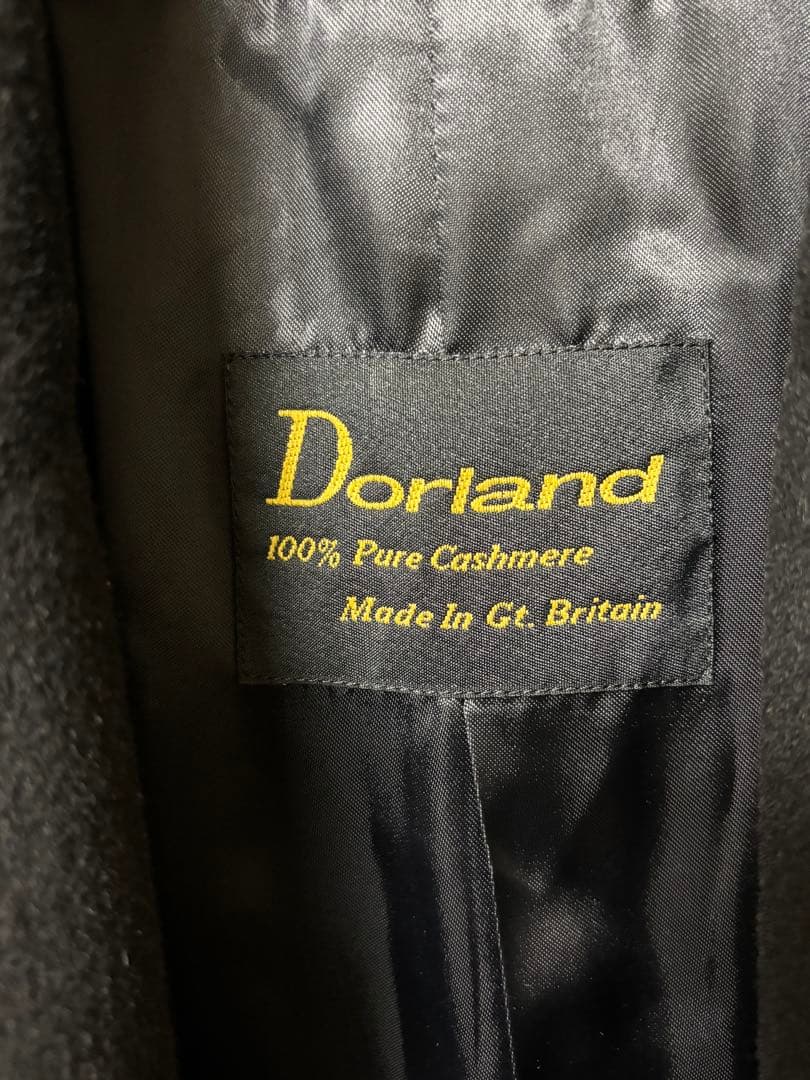 Dorland
100% Pure Cashmere
Made In Gt. Britain